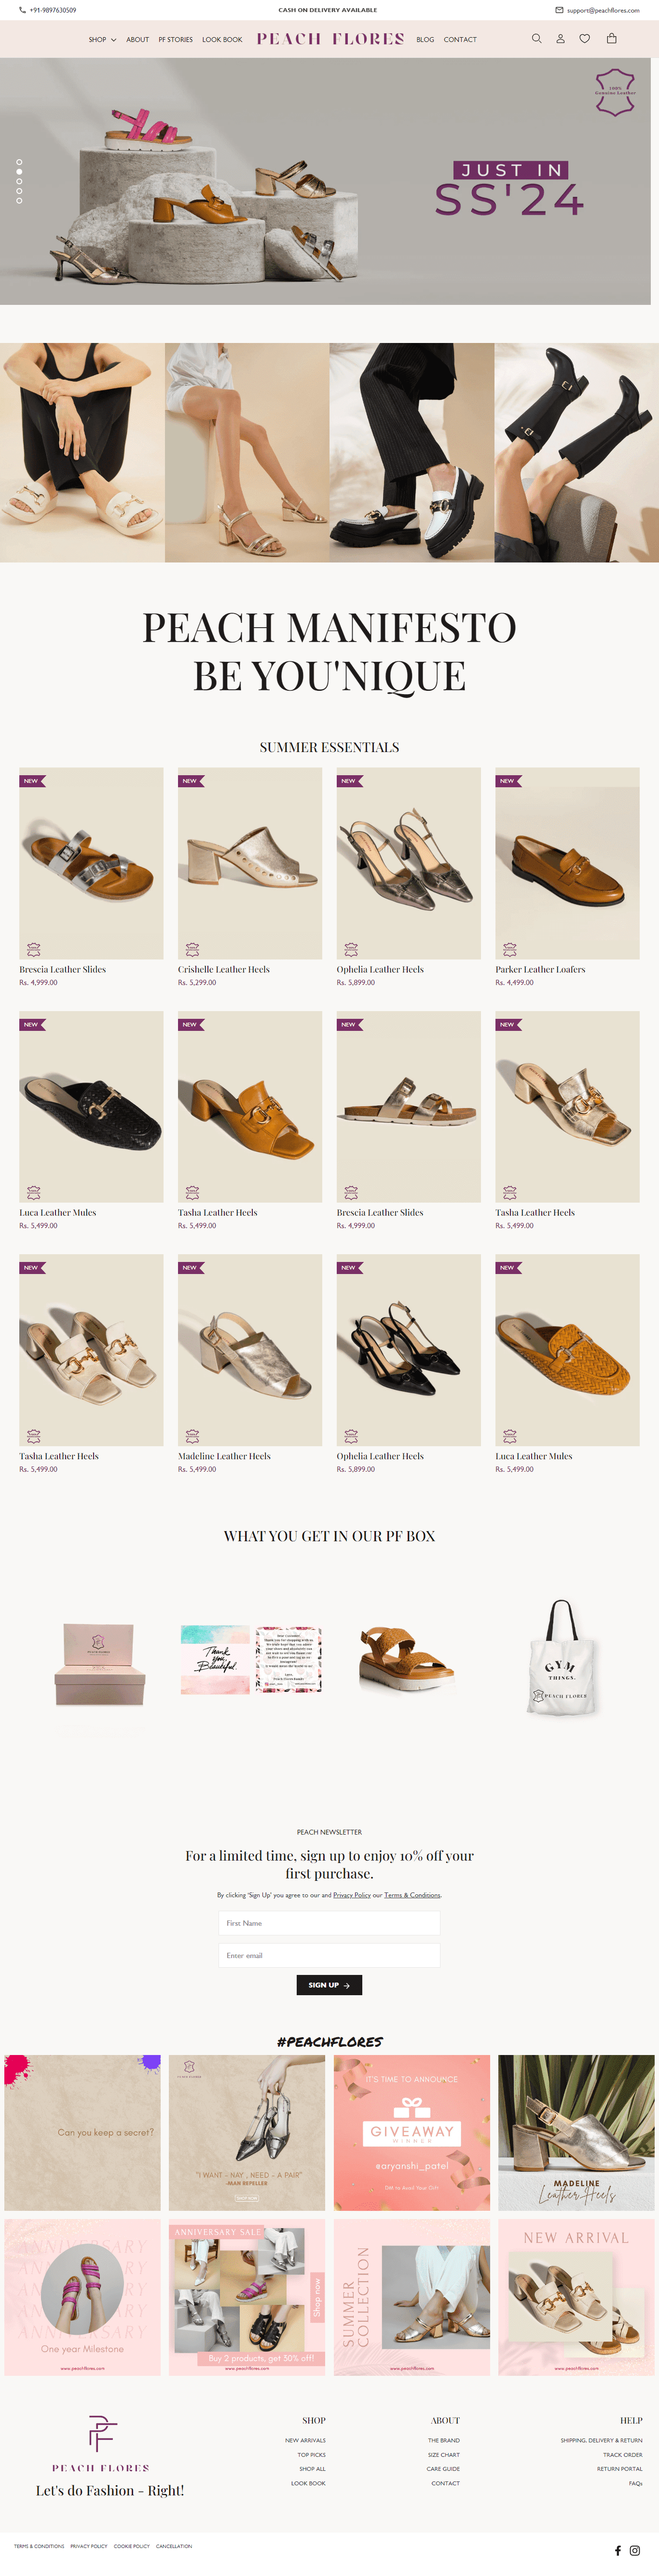 +91-9897630509
CASH ON DELIVERY AVAILABLE
support@peachflores.com
SHOP
ABOUT
PF STORIES
LOOK BOOK
PEACH FLORES
BLOG
CONTACT
100%
Genuine Leather
JUST IN
SS'24
PEACH MANIFESTO
BE YOU'NIQUE
SUMMER ESSENTIALS
NEW
NEW
NEW
NEW
Brescia Leather Slides
Rs. 4,999.00
Crishelle Leather Heels
Rs. 5,299.00
Ophelia Leather Heels
Rs. 5,899.00
Parker Leather Loafers
Rs. 4,499.00
NEW
NEW
NEW
NEW
Luca Leather Mules
Rs. 5,499.00
Tasha Leather Heels
Rs. 5,499.00
Brescia Leather Slides
Rs. 4,999.00
Tasha Leather Heels
Rs. 5,499.00
NEW
NEW
NEW
NEW
Tasha Leather Heels
Rs. 5,499.00
Madeline Leather Heels
Rs. 5,499.00
Ophelia Leather Heels
Rs. 5,899.00
Luca Leather Mules
Rs. 5,499.00
WHAT YOU GET IN OUR PF BOX
Thank you, Beautiful.
GYM
THINGS.
PEACH FLORES
PEACH NEWSLETTER
For a limited time, sign up to enjoy 10% off your
first purchase.
By clicking 'Sign Up' you agree to our and Privacy Policy our Terms & Conditions.
First Name
Enter email
SIGN UP
#PEACHFLORES
Can you keep a secret?
"I WANT - NAY , NEED - A PAIR"
-MAN REPELLER
IT'S TIME TO ANNOUNCE
GIVEAWAY
WINNER
@aryanshi_patel
MADELINE
Leather Heels
ANNIVERSARY
One year Milestone
www.peachflores.com
ANNIVERSARY SALE
Shop now
Buy 2 products, get 30% off!
www.peachflores.com
SUMMER
COLLECTION
www.peachflores.com
NEW ARRIVAL
www.peachflores.com
PEACH FLORES
Let's do Fashion - Right!
SHOP
NEW ARRIVALS
TOP PICKS
SHOP ALL
LOOK BOOK
ABOUT
THE BRAND
SIZE CHART
CARE GUIDE
CONTACT
HELP
SHIPPING, DELIVERY & RETURN
TRACK ORDER
RETURN PORTAL
FAQs
TERMS & CONDITIONS
PRIVACY POLICY
COOKIE POLICY
CANCELLATION